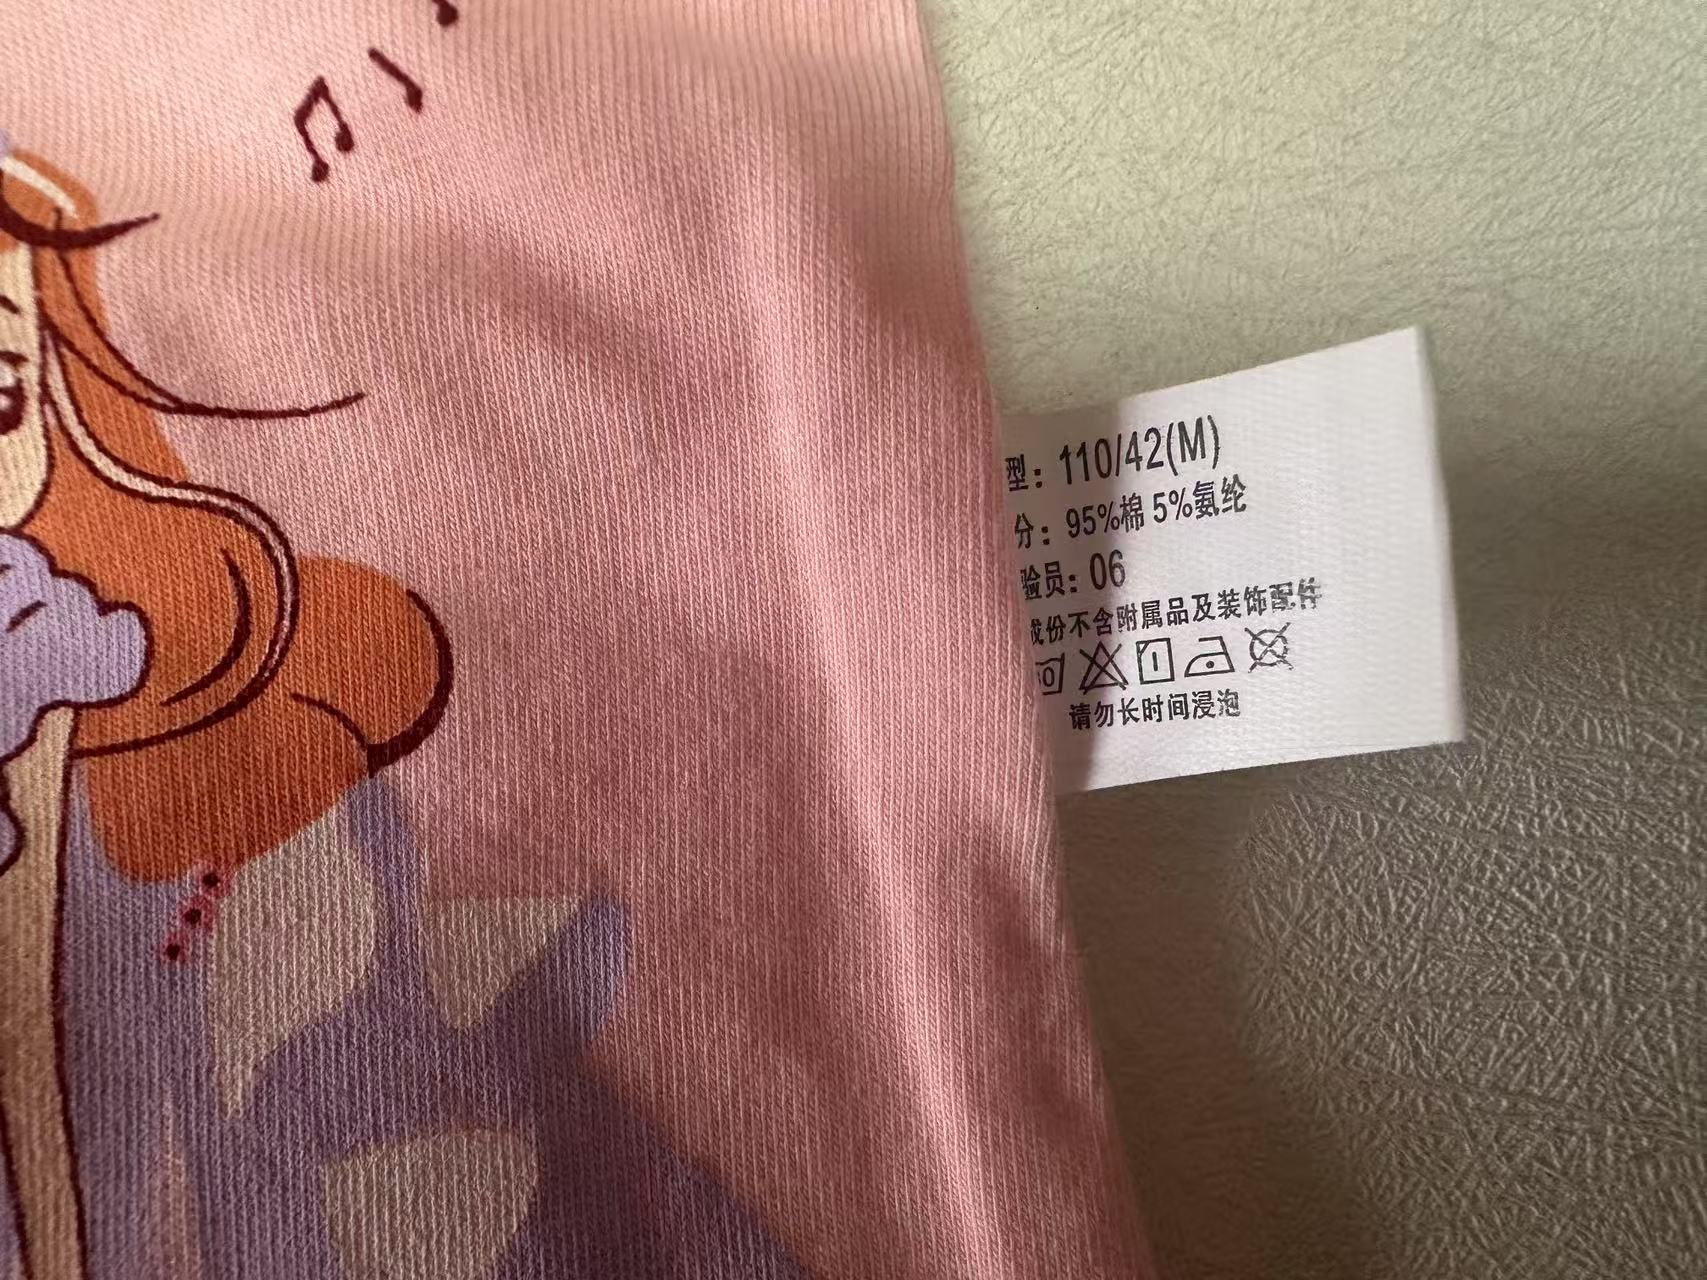 型：110/42(M)
分：95%棉 5%氨纶
验员：06
成份不含附属品及装饰配件
请勿长时间浸泡